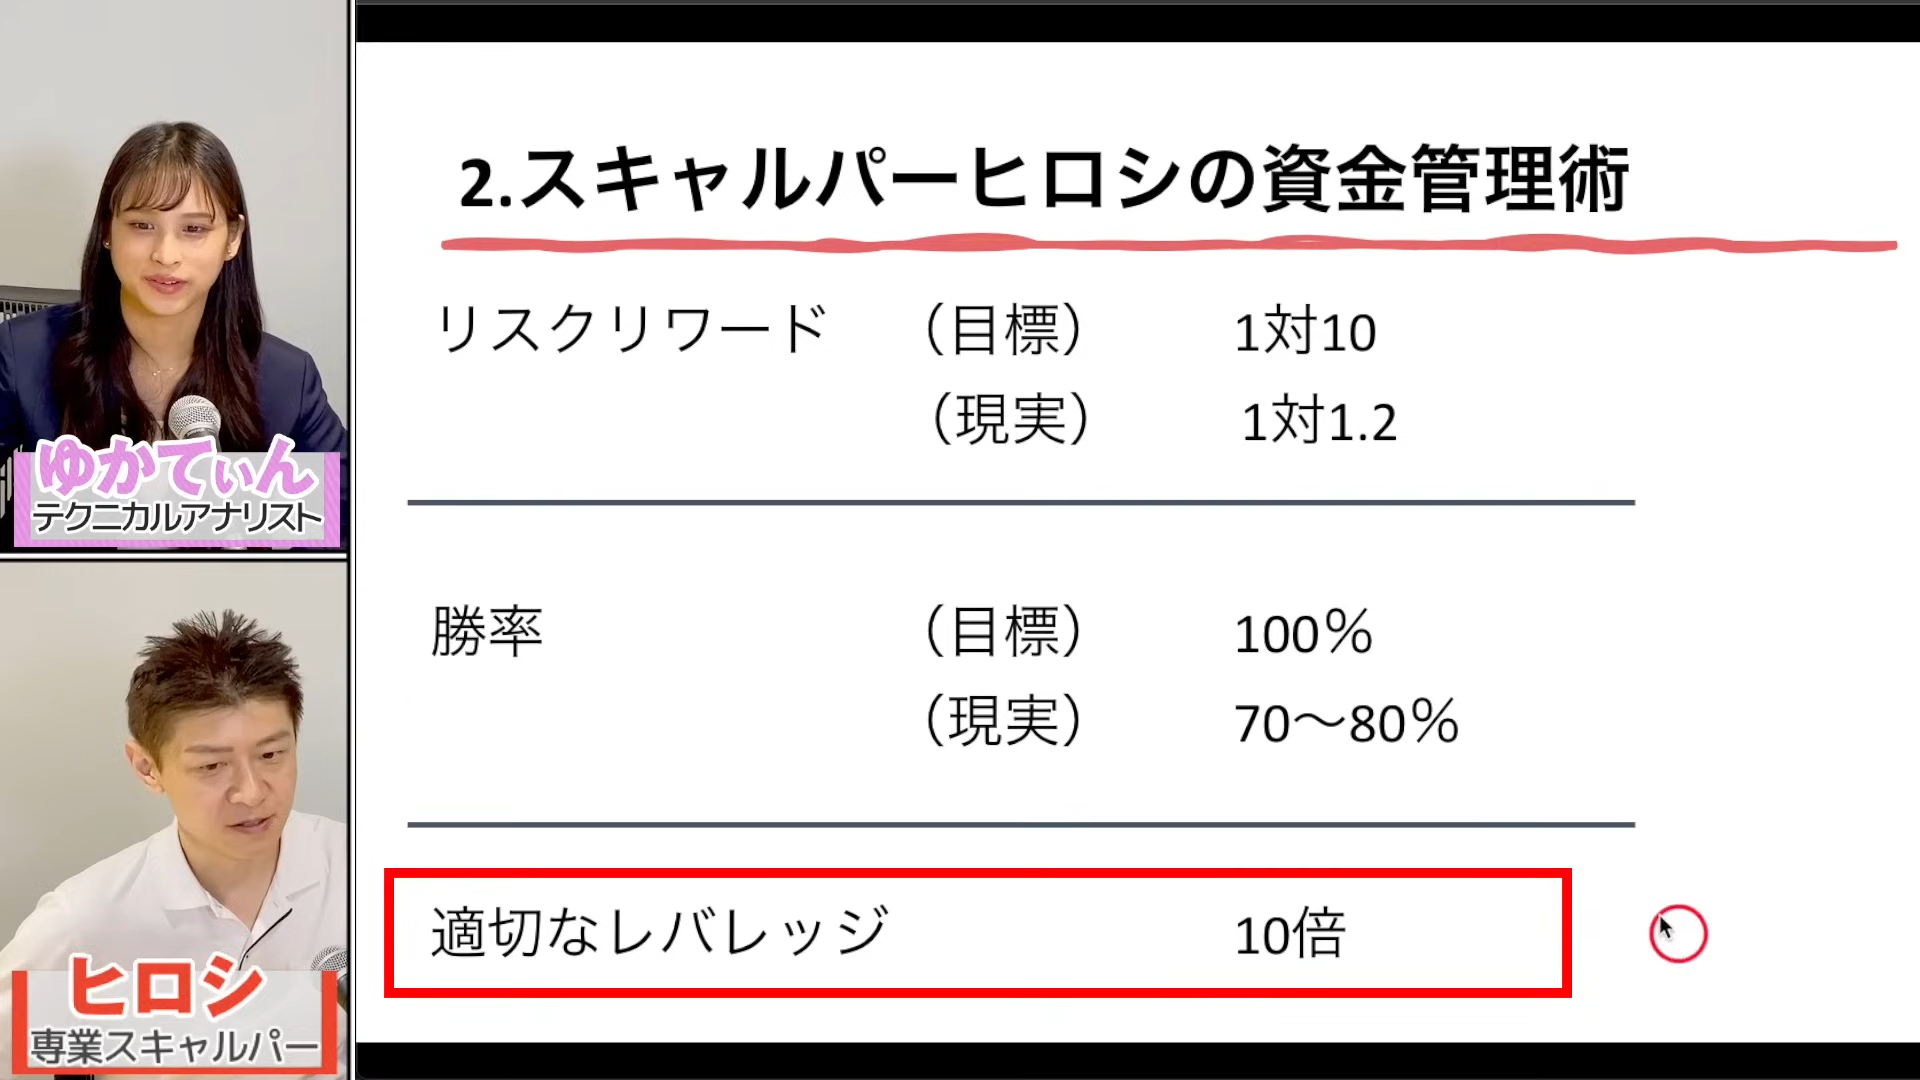 2.スキャルパーヒロシの資金管理術
リスクリワード （目標） 1対10
（現実） 1対1.2
勝率 （目標） 100％
（現実） 70～80％
適切なレバレッジ 10倍
ゆかてぃん
テクニカルアナリスト
ヒロシ
専業スキャルパー